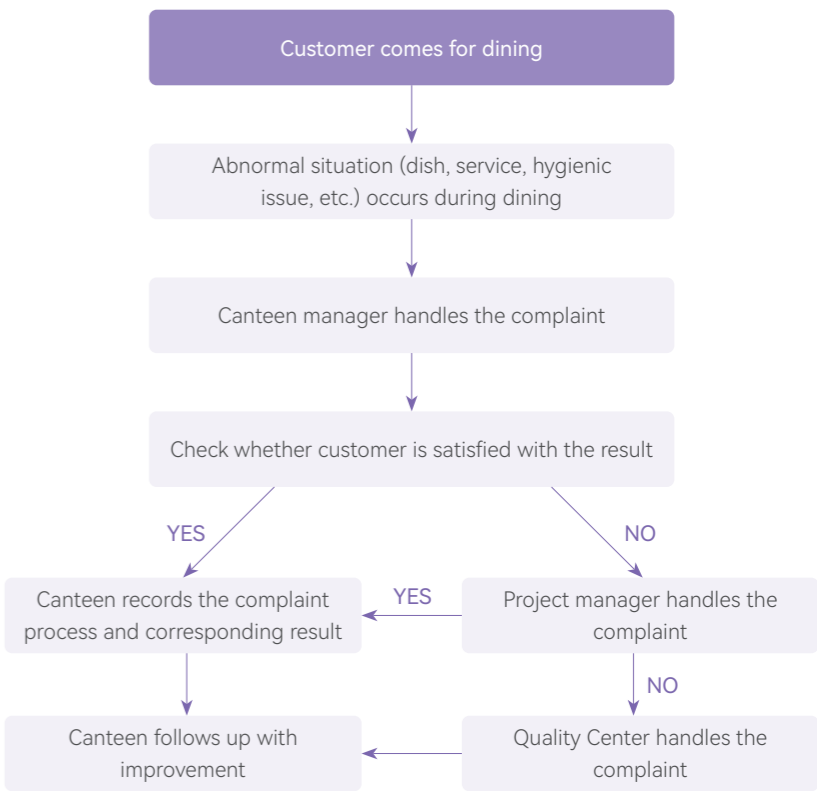 Customer comes for dining
Abnormal situation (dish, service, hygienic
issue, etc.) occurs during dining
Canteen manager handles the complaint
Check whether customer is satisfied with the result
YES
NO
Canteen records the complaint
process and corresponding result
YES
Project manager handles the
complaint
NO
Canteen follows up with
improvement
Quality Center handles the
complaint